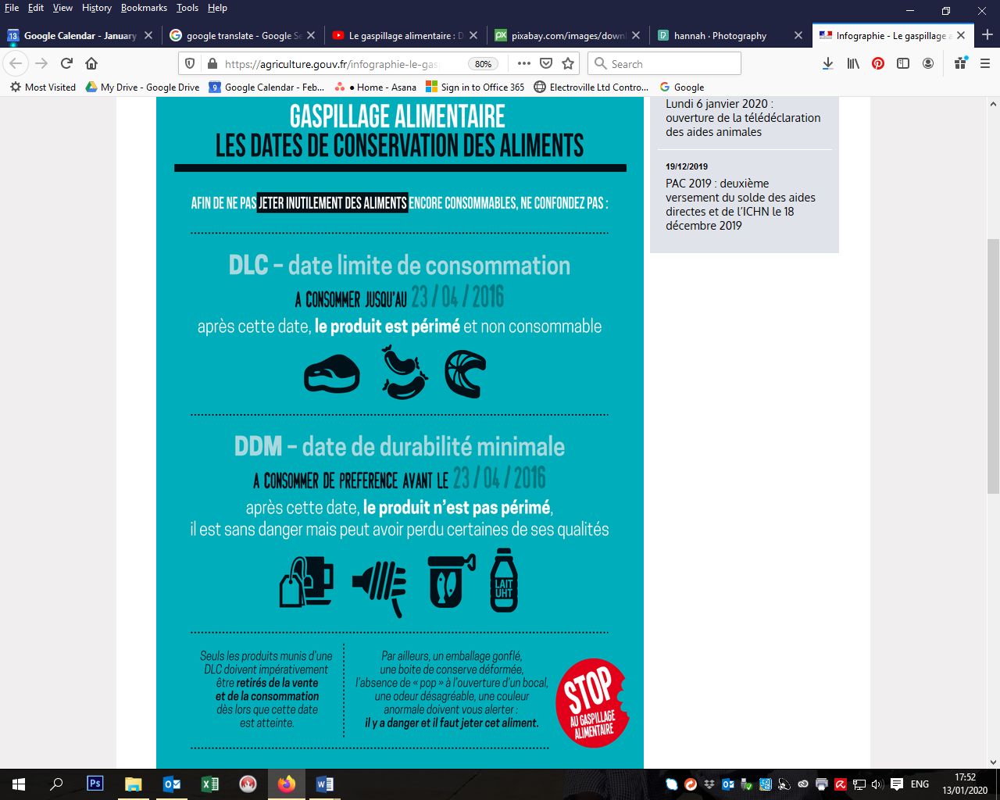 File Edit View History Bookmarks Tools Help
Google Calendar - January
google translate - Google Se
Le gaspillage alimentaire : D
pixabay.com/images/down
hannah · Photography
Infographie - Le gaspillage a
https://agriculture.gouv.fr/infographie-le-gas
80%
Search
Most Visited
My Drive - Google Drive
Google Calendar - Feb...
● Home - Asana
Sign in to Office 365
Electroville Ltd Contro...
Google
GASPILLAGE ALIMENTAIRE
LES DATES DE CONSERVATION DES ALIMENTS
AFIN DE NE PAS JETER INUTILEMENT DES ALIMENTS ENCORE CONSOMMABLES, NE CONFONDEZ PAS :
DLC – date limite de consommation
A CONSOMMER JUSQU'AU 23 / 04 / 2016
après cette date, le produit est périmé et non consommable
DDM – date de durabilité minimale
A CONSOMMER DE PREFERENCE AVANT LE 23 / 04 / 2016
après cette date, le produit n'est pas périmé,
il est sans danger mais peut avoir perdu certaines de ses qualités
LAIT
UHT
Seuls les produits munis d'une
DLC doivent impérativement
être retirés de la vente
et de la consommation
dès lors que cette date
est atteinte.
Par ailleurs, un emballage gonflé,
une boite de conserve déformée,
l'absence de « pop » à l'ouverture d'un bocal,
une odeur désagréable, une couleur
anormale doivent vous alerter :
il y a danger et il faut jeter cet aliment.
STOP
AU GASPILLAGE
ALIMENTAIRE
Lundi 6 janvier 2020 :
ouverture de la télédéclaration
des aides animales
19/12/2019
PAC 2019 : deuxième
versement du solde des aides
directes et de l'ICHN le 18
décembre 2019
ENG
17:52
13/01/2020